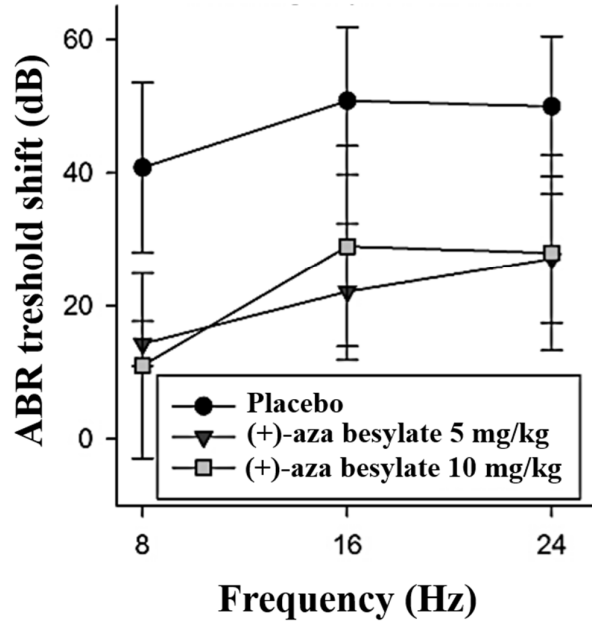 60
40
20
0
ABR treshold shift (dB)
Placebo
(+)-aza besylate 5 mg/kg
(+)-aza besylate 10 mg/kg
8 16 24
Frequency (Hz)